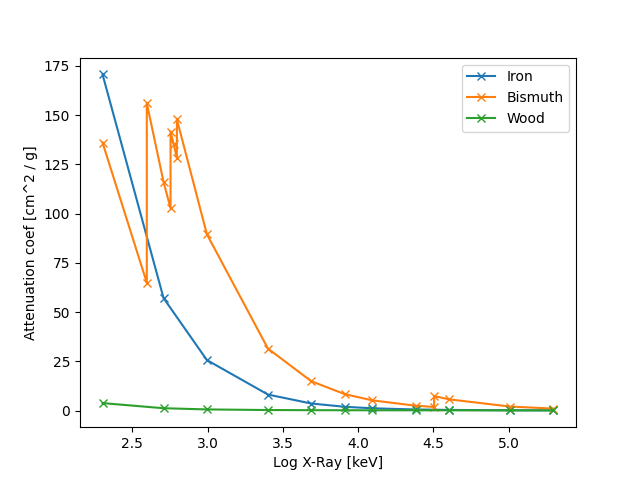 175
150
125
100
75
50
25
0
Attenuation coef [cm^2 / g]
Iron
Bismuth
Wood
2.5 3.0 3.5 4.0 4.5 5.0
Log X-Ray [keV]